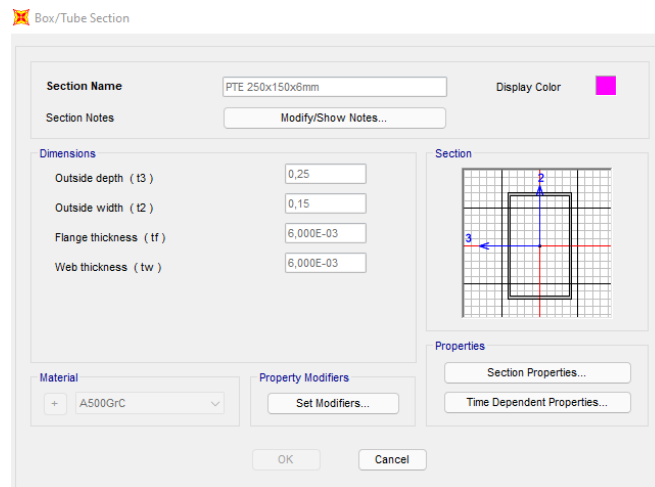 Box/Tube Section
Section Name PTE 250x150x6mm Display Color
Section Notes Modify/Show Notes...
Dimensions
Outside depth ( t3 ) 0,25
Outside width ( t2 ) 0,15
Flange thickness ( tf ) 6,000E-03
Web thickness ( tw ) 6,000E-03
Section
2
3
Properties
Section Properties...
Time Dependent Properties...
Material
+ A500GrC
Property Modifiers
Set Modifiers...
OK Cancel